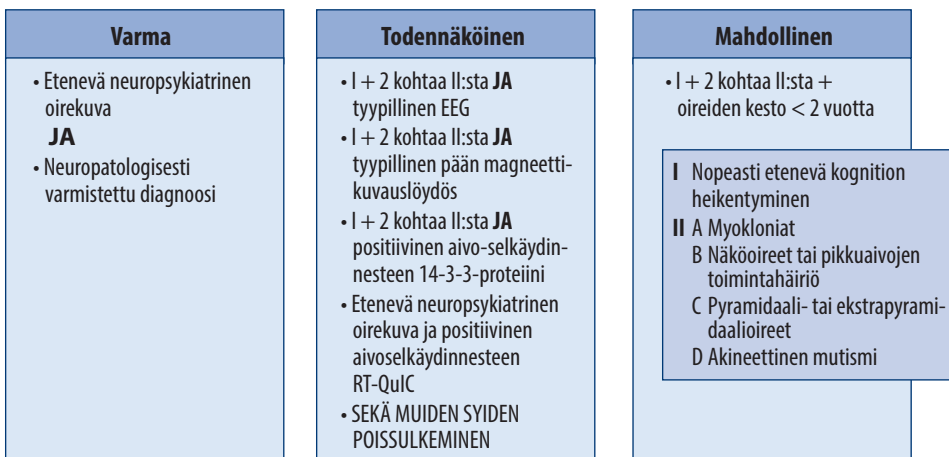 Varma
• Etenevä neuropsykiatrinen
oirekuva
JA
• Neuropatologisesti
varmistettu diagnoosi
Todennäköinen
• I + 2 kohtaa II:sta JA
tyypillinen EEG
• I + 2 kohtaa II:sta JA
tyypillinen pään magneetti-
kuvauslöydös
• I + 2 kohtaa II:sta JA
positiivinen aivo-selkäydin-
nesteen 14-3-3-proteiini
• Etenevä neuropsykiatrinen
oirekuva ja positiivinen
aivoselkäydinnesteen
RT-QuIC
• SEKÄ MUIDEN SYIDEN
POISSULKEMINEN
Mahdollinen
• I + 2 kohtaa II:sta +
oireiden kesto < 2 vuotta
I Nopeasti etenevä kognition
heikentyminen
II A Myokloniat
B Näköoireet tai pikkuaivojen
toimintahäiriö
C Pyramidaali- tai ekstrapyrami-
daalioireet
D Akineettinen mutismi